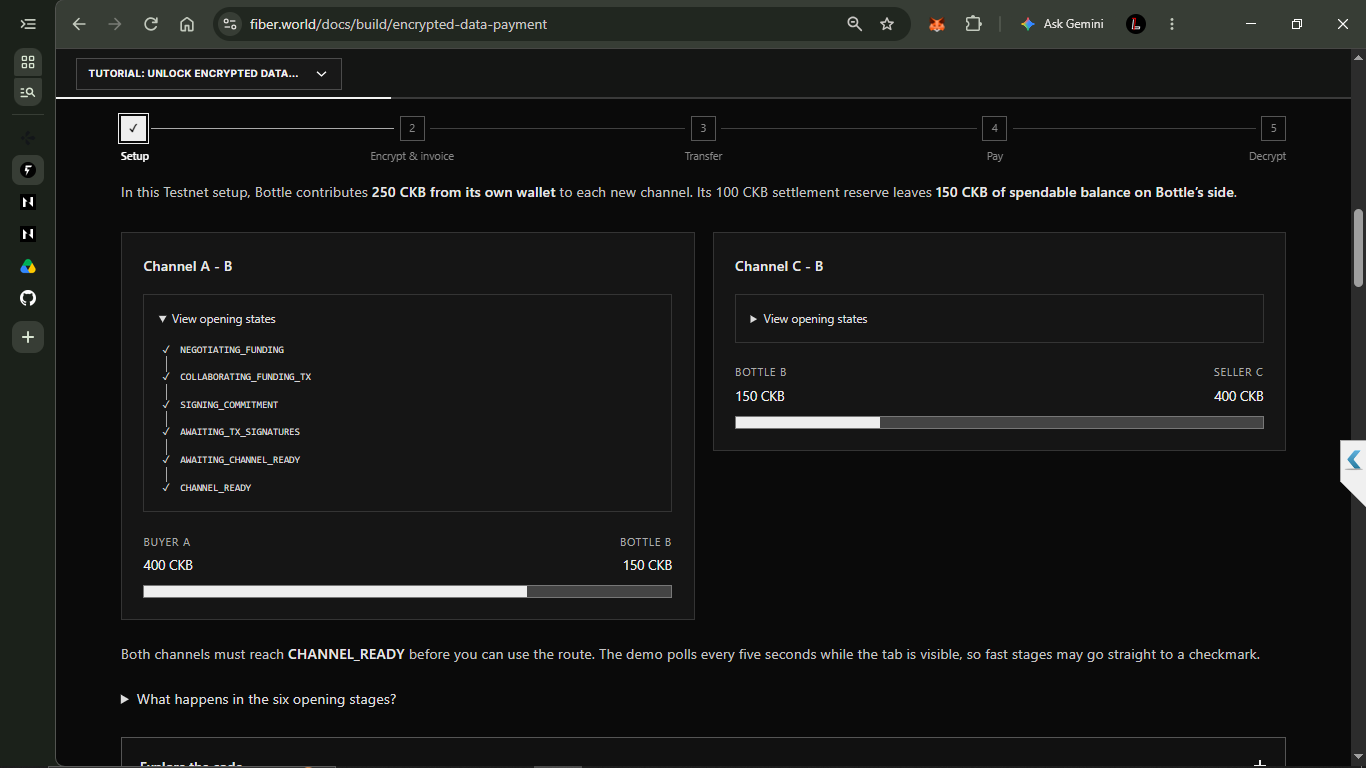 fiber.world/docs/build/encrypted-data-payment
Ask Gemini
TUTORIAL: UNLOCK ENCRYPTED DATA...
✓
2
3
4
5
Setup
Encrypt & invoice
Transfer
Pay
Decrypt
In this Testnet setup, Bottle contributes 250 CKB from its own wallet to each new channel. Its 100 CKB settlement reserve leaves 150 CKB of spendable balance on Bottle’s side.
Channel A - B
▼ View opening states
✓ NEGOTIATING_FUNDING
✓ COLLABORATING_FUNDING_TX
✓ SIGNING_COMMITMENT
✓ AWAITING_TX_SIGNATURES
✓ AWAITING_CHANNEL_READY
✓ CHANNEL_READY
BUYER A
BOTTLE B
400 CKB
150 CKB
Channel C - B
▶ View opening states
BOTTLE B
SELLER C
150 CKB
400 CKB
Both channels must reach CHANNEL_READY before you can use the route. The demo polls every five seconds while the tab is visible, so fast stages may go straight to a checkmark.
▶ What happens in the six opening stages?
Explore the code